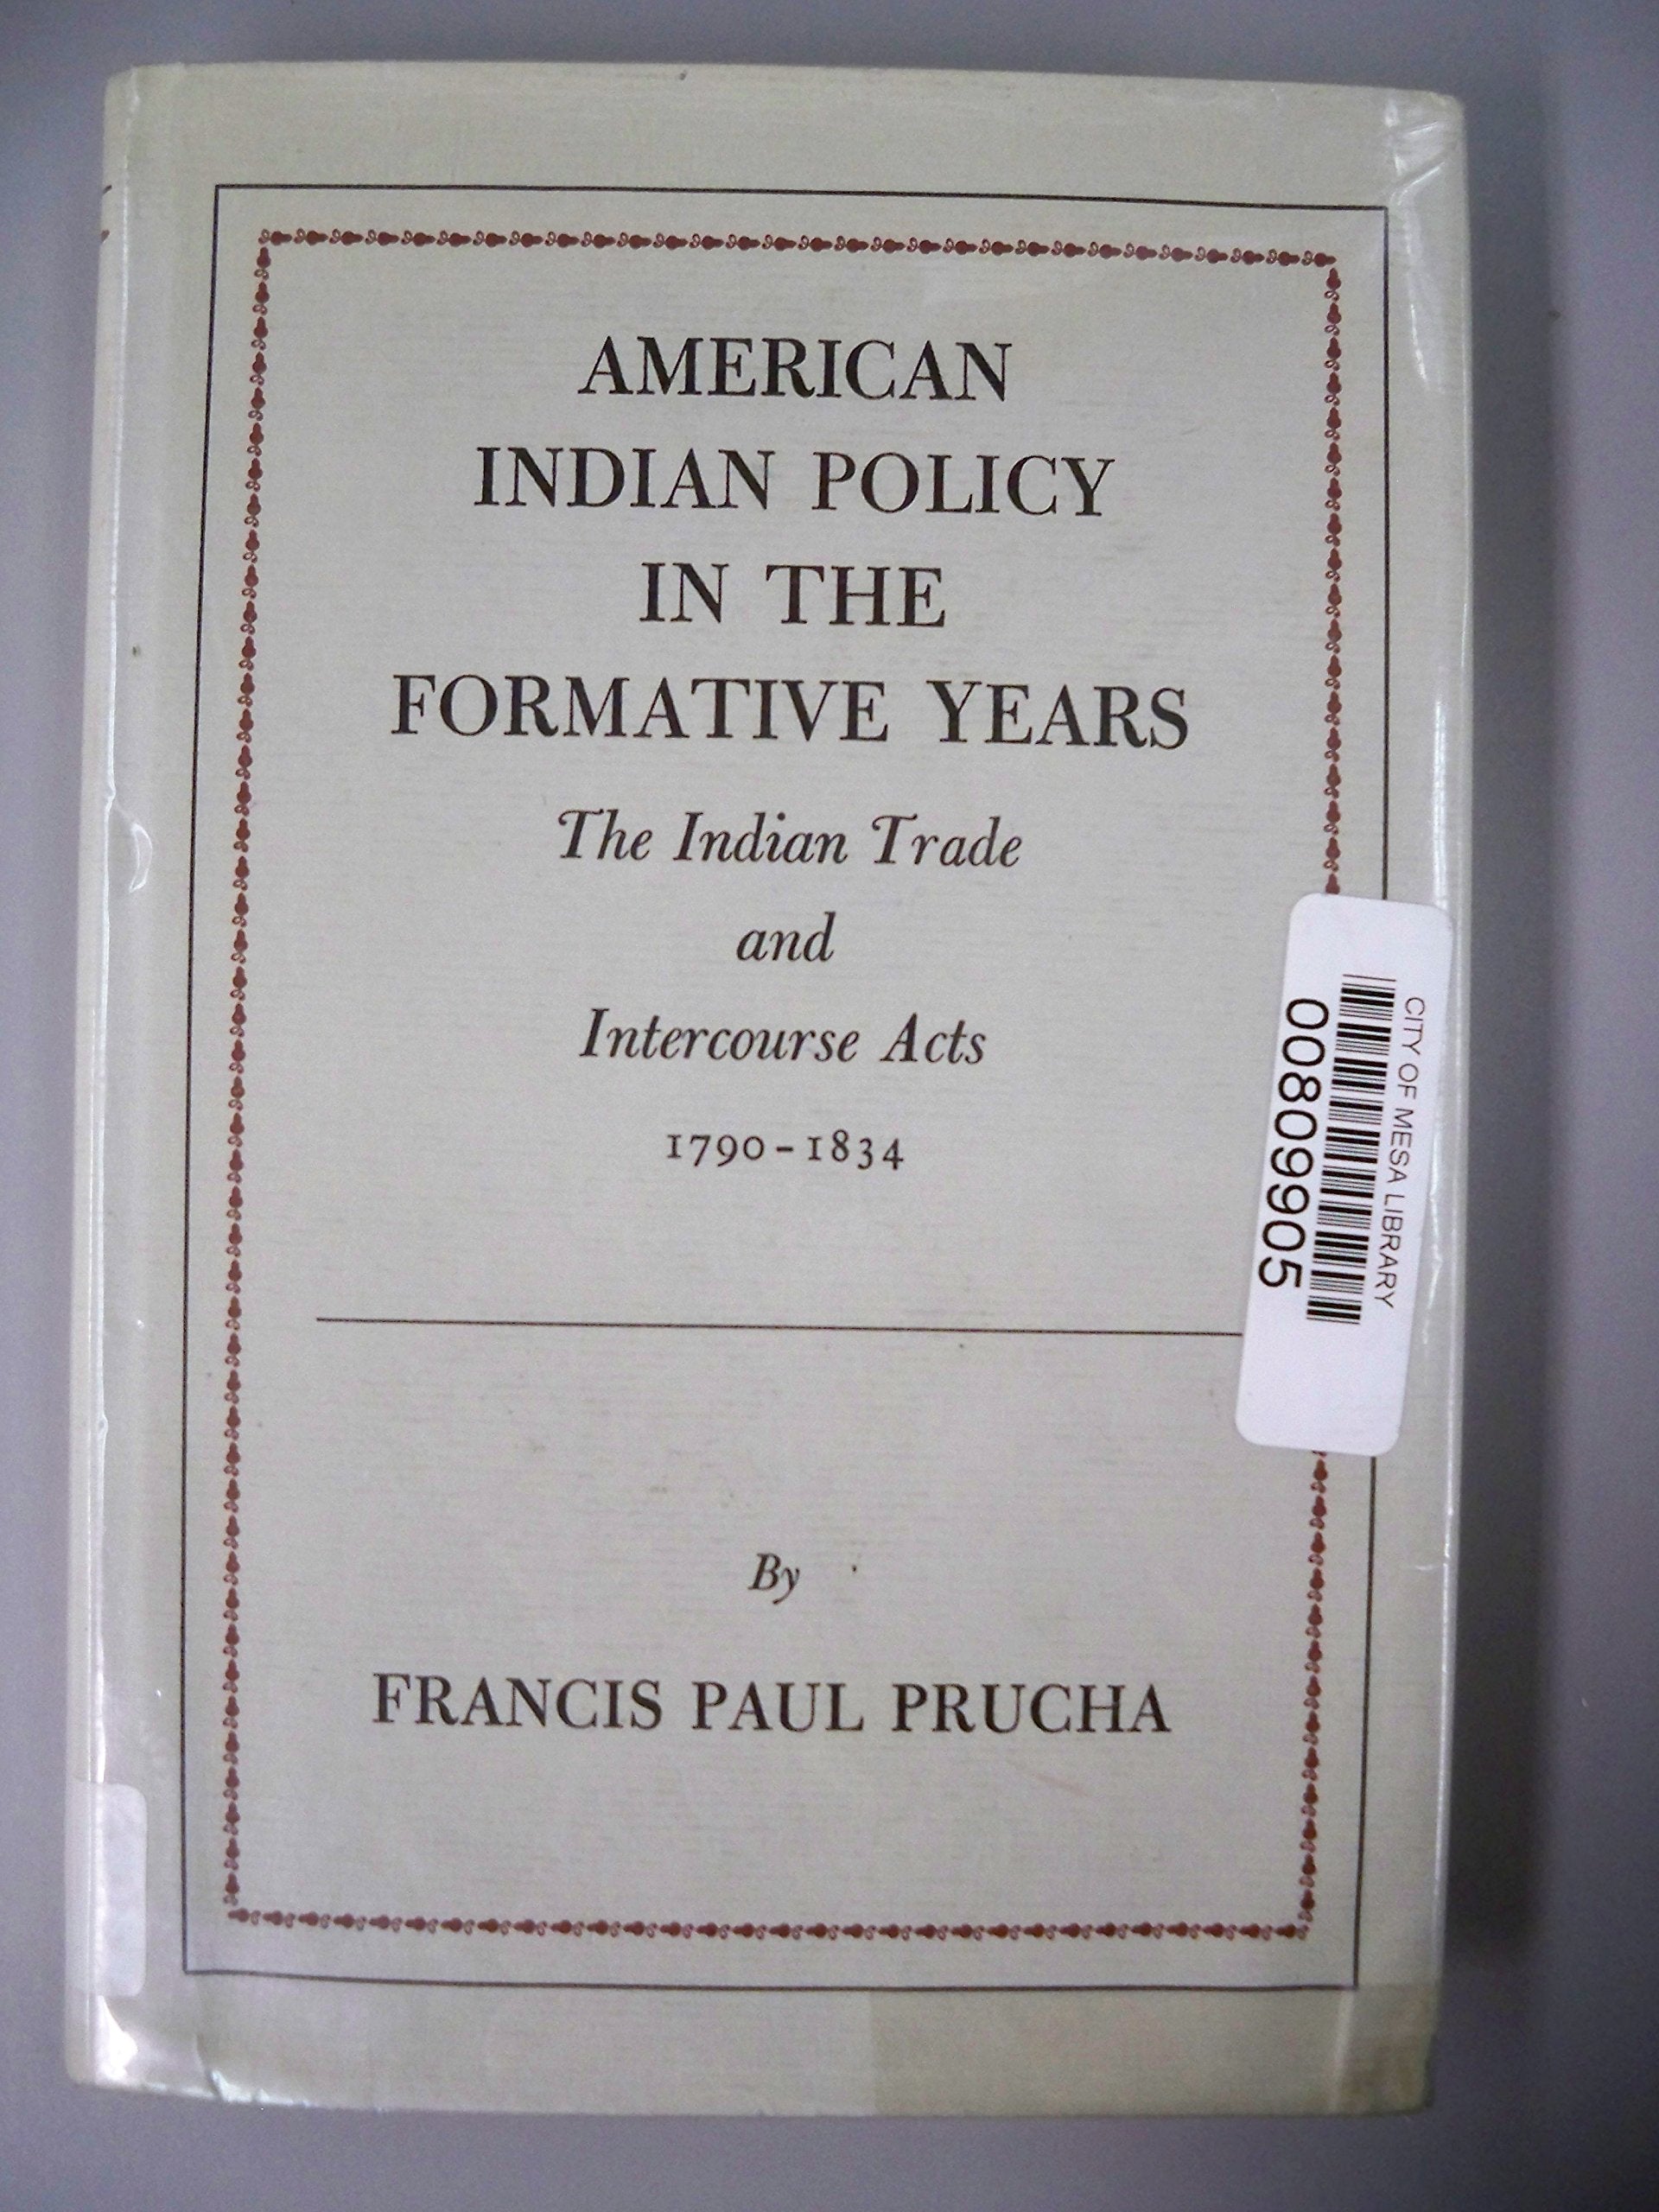 AMERICAN
INDIAN POLICY
IN THE
FORMATIVE YEARS
The Indian Trade
and
Intercourse Acts
1790-1834
CITY OF MESA LIBRARY
00809905
By
FRANCIS PAUL PRUCHA